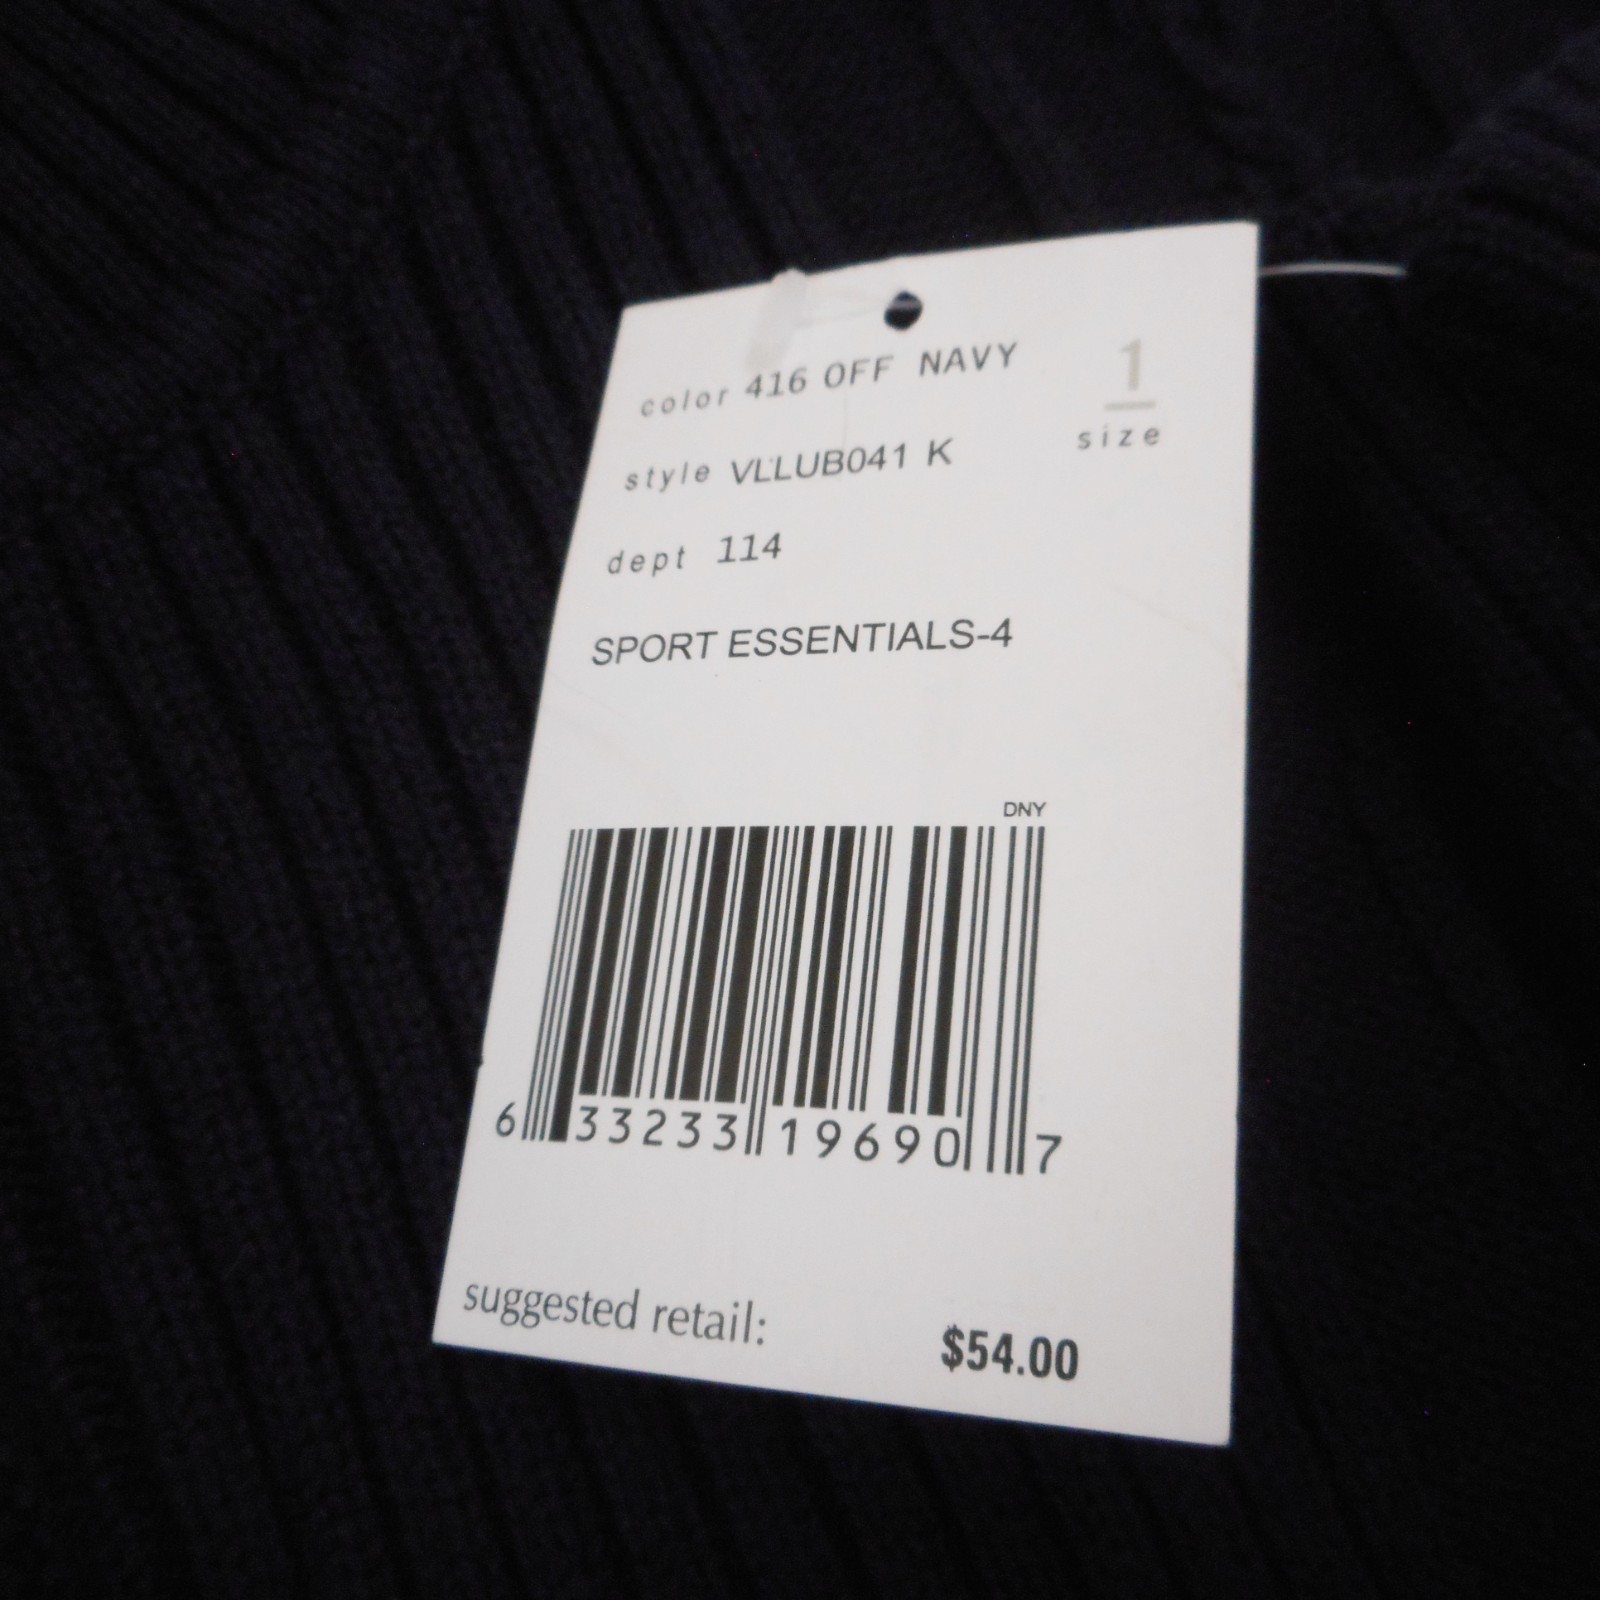 color 416 OFF NAVY
1
size
style VLLUB041 K
dept 114
SPORT ESSENTIALS-4
DNY
6 33233 19690 7
suggested retail: $54.00